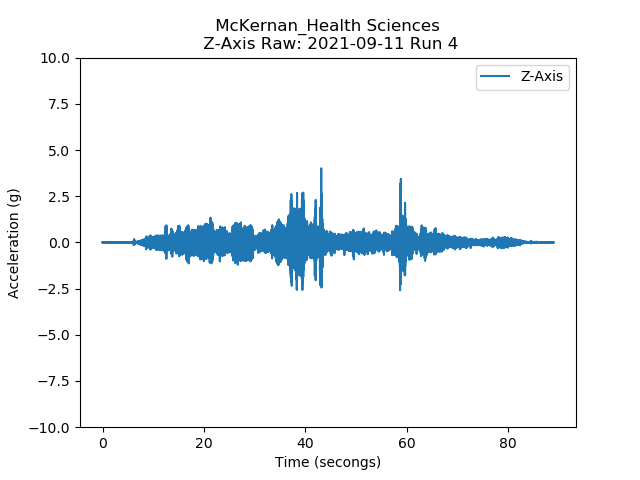 McKernan_Health Sciences
Z-Axis Raw: 2021-09-11 Run 4
Z-Axis
10.0
7.5
5.0
2.5
0.0
−2.5
−5.0
−7.5
−10.0
Acceleration (g)
0 20 40 60 80
Time (secongs)